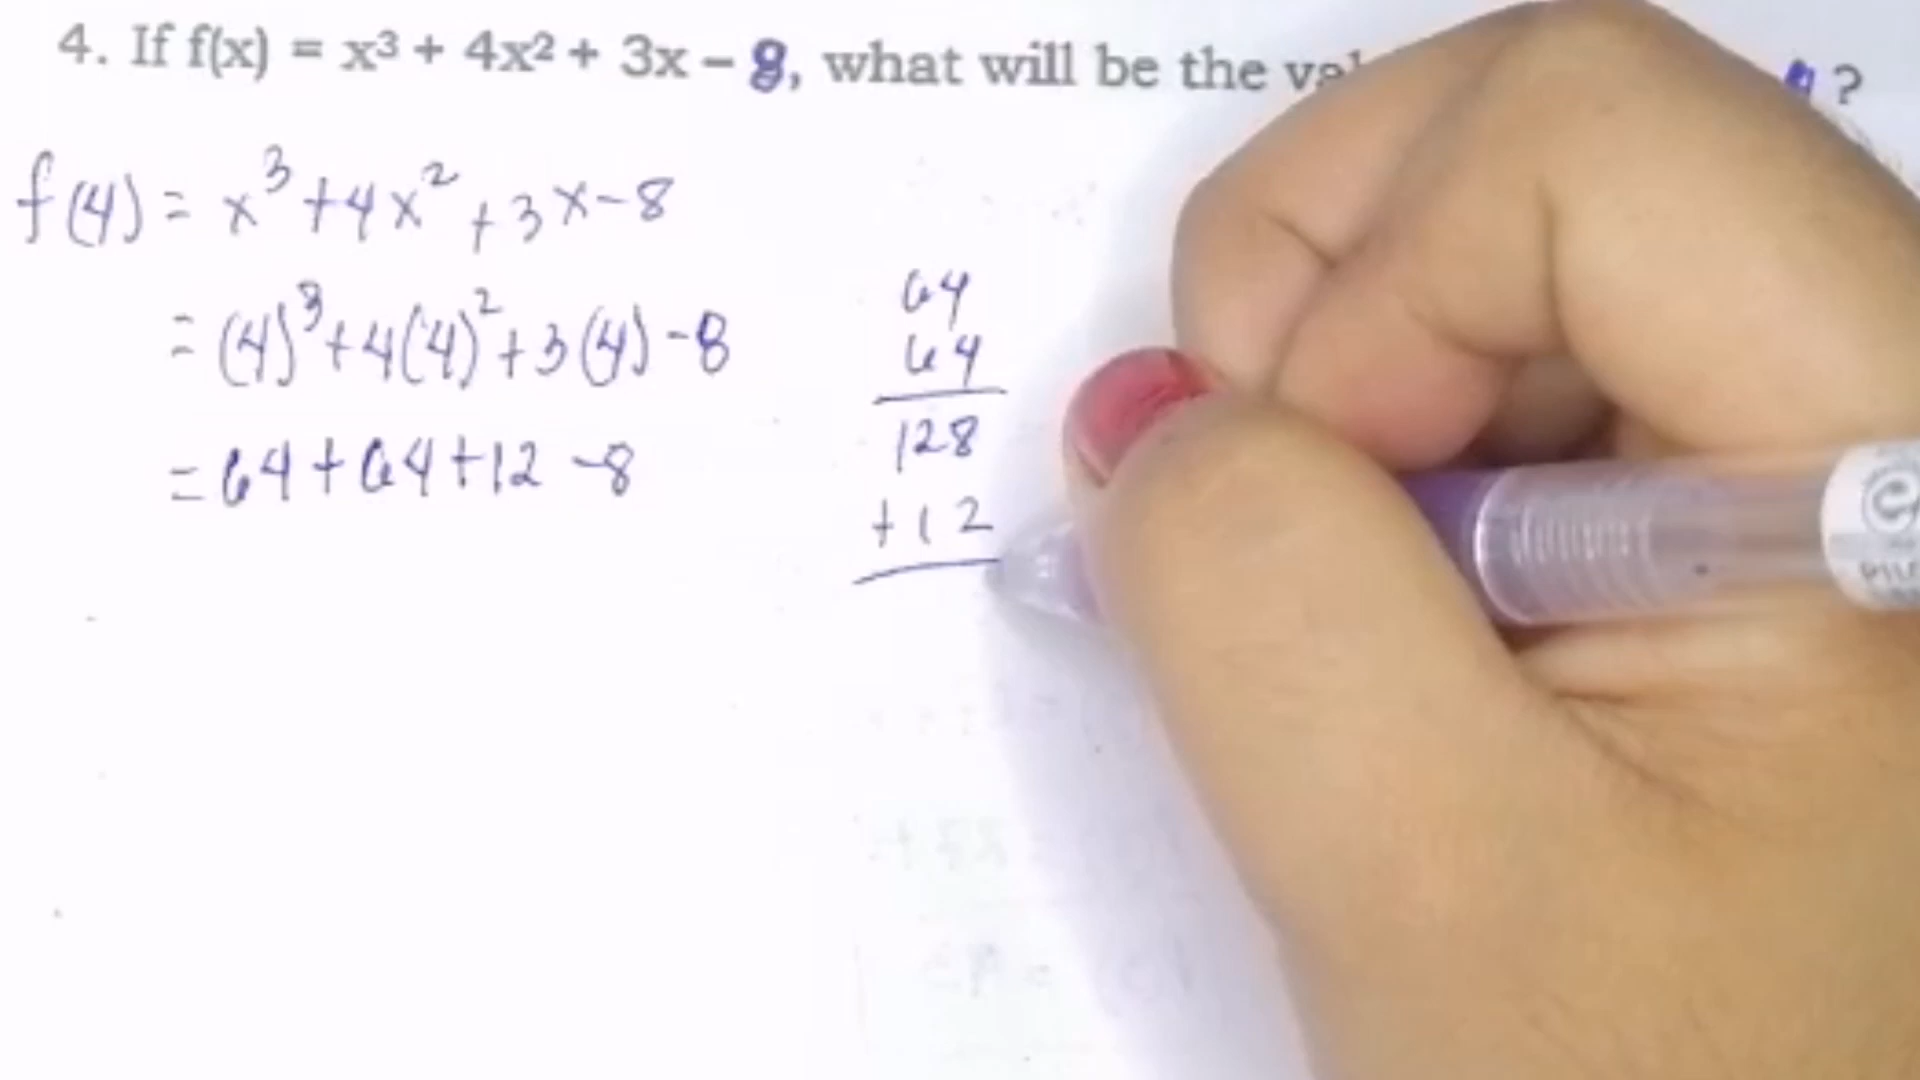 4. If f(x) = x³ + 4x² + 3x – 8, what will be the ?
f(4) = x³ + 4x² + 3x - 8
= (4)³ + 4(4)² + 3(4) - 8
= 64 + 64 + 12 - 8
64
64
128
+ 12